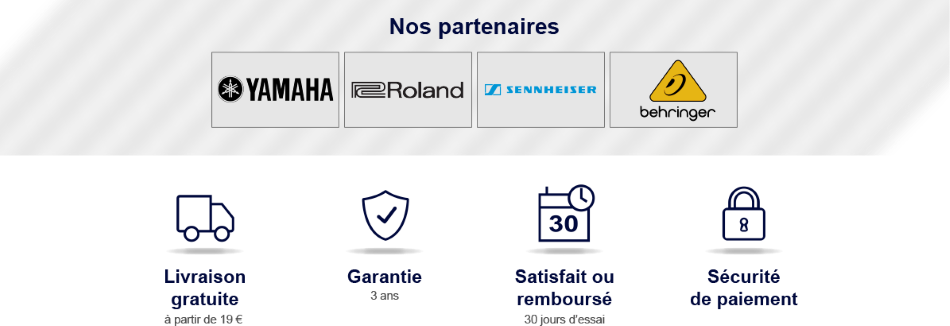 Nos partenaires
YAMAHA
Roland
SENNHEISER
behringer
30
Livraison
gratuite
à partir de 19 €
Garantie
3 ans
Satisfait ou
remboursé
30 jours d'essai
Sécurité
de paiement